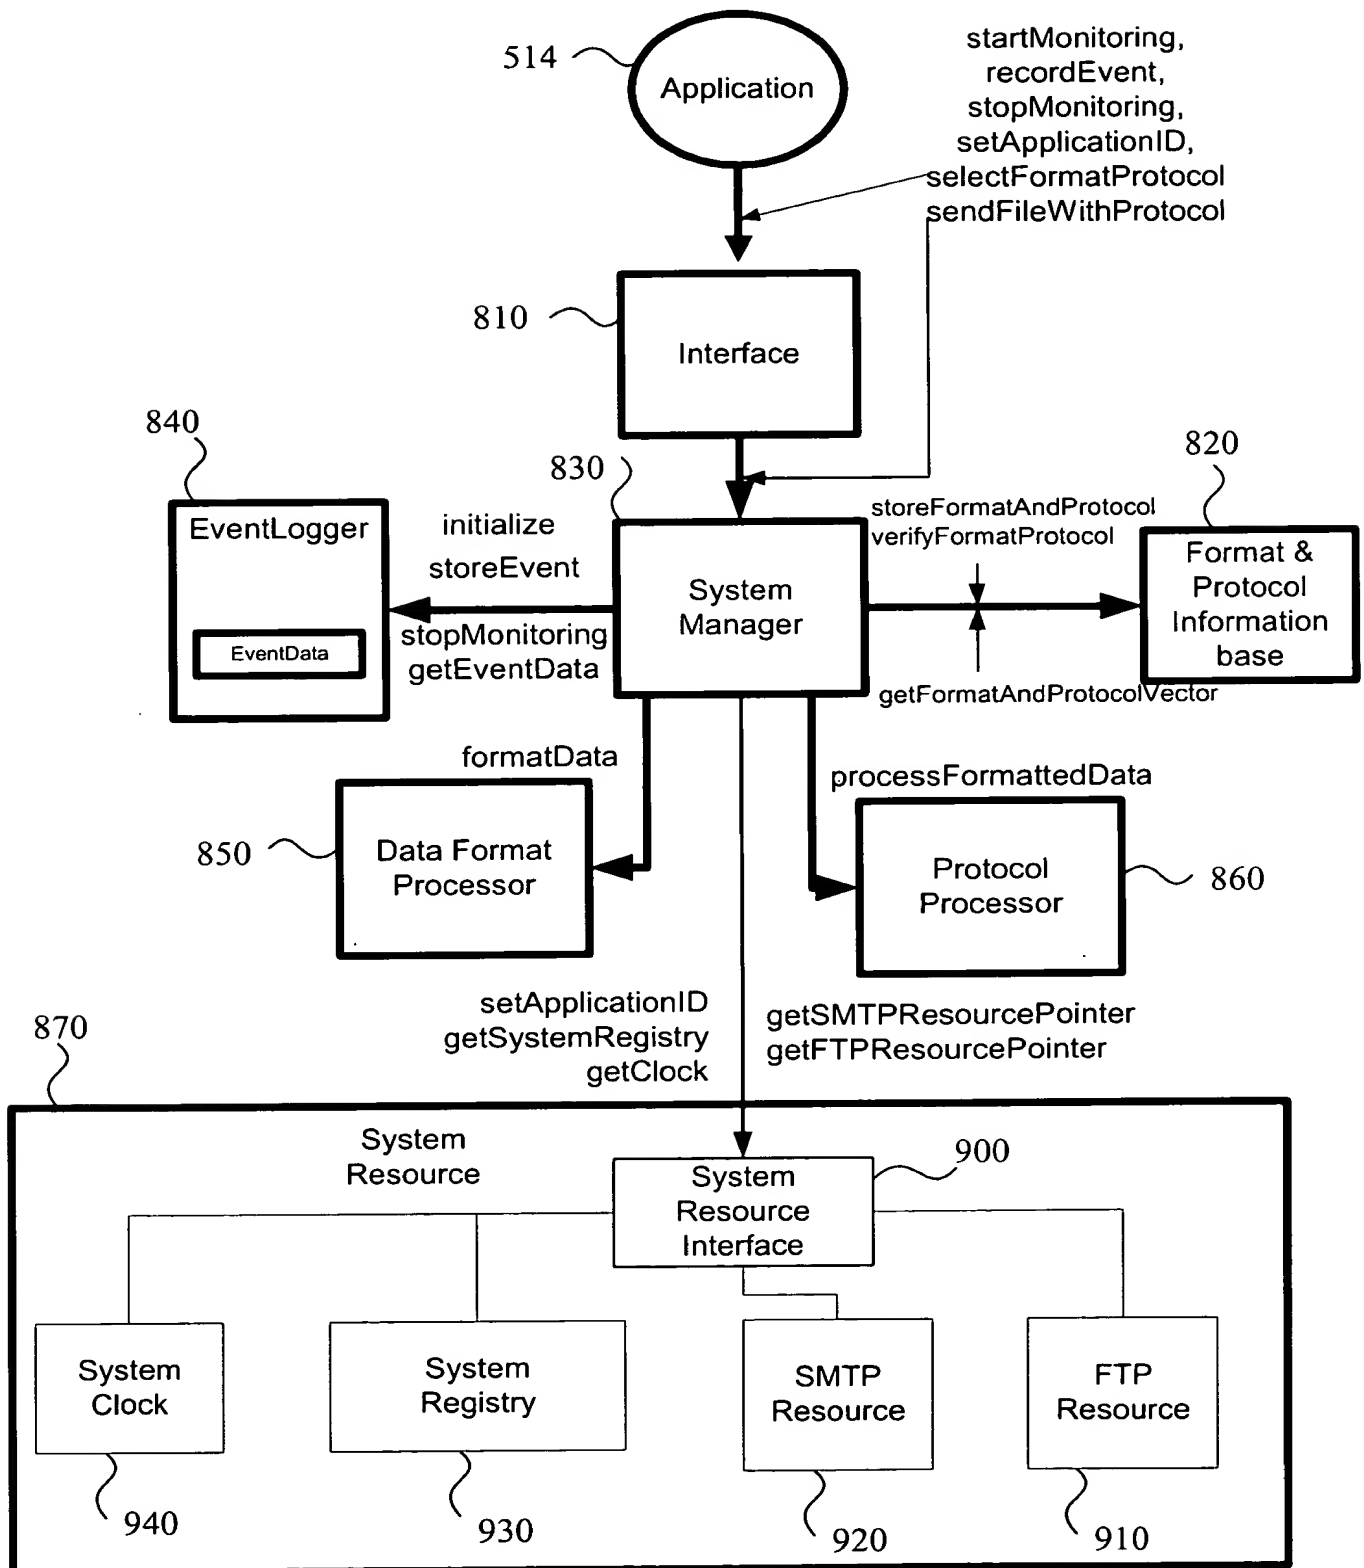 514
Application
startMonitoring,
recordEvent,
stopMonitoring,
setApplicationID,
selectFormatProtocol
sendFileWithProtocol
810
Interface
840
830
820
EventLogger
EventData
initialize
storeEvent
stopMonitoring
getEventData
System
Manager
storeFormatAndProtocol
verifyFormatProtocol
getFormatAndProtocolVector
Format &
Protocol
Information
base
formatData
processFormattedData
850
Data Format
Processor
Protocol
Processor
860
setApplicationID
getSystemRegistry
getClock
getSMTPResourcePointer
getFTPResourcePointer
870
System
Resource
900
System
Resource
Interface
System
Clock
System
Registry
SMTP
Resource
FTP
Resource
940
930
920
910